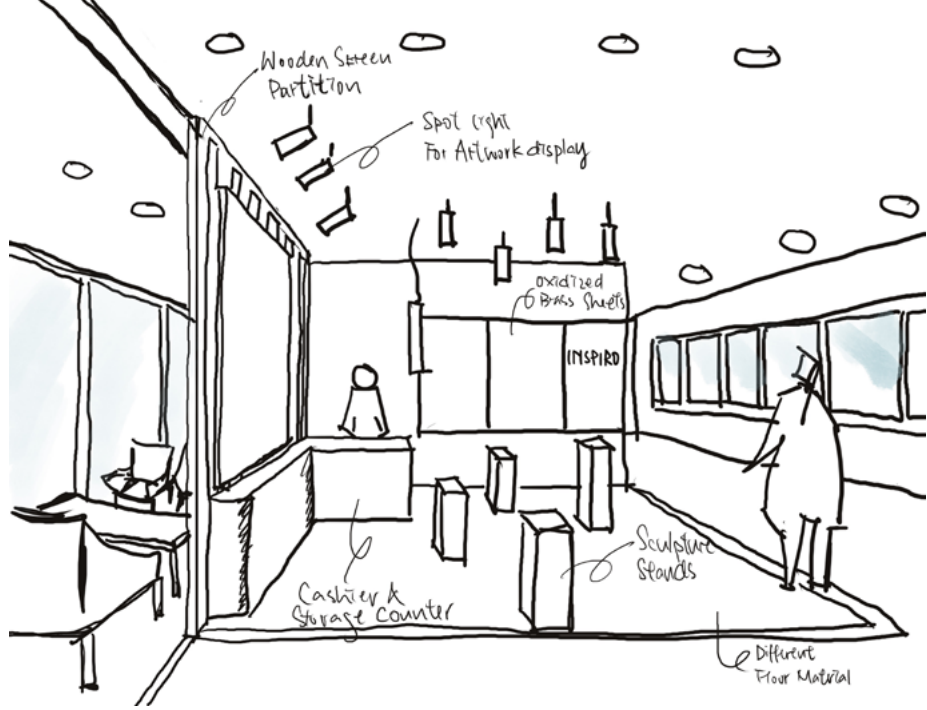 Wooden Screen
Partition
Spot light
For Artwork display
Oxidized
Brass Sheets
INSPIRO
Sculpture
Stands
Cashier &
Storage Counter
Different
Floor Material